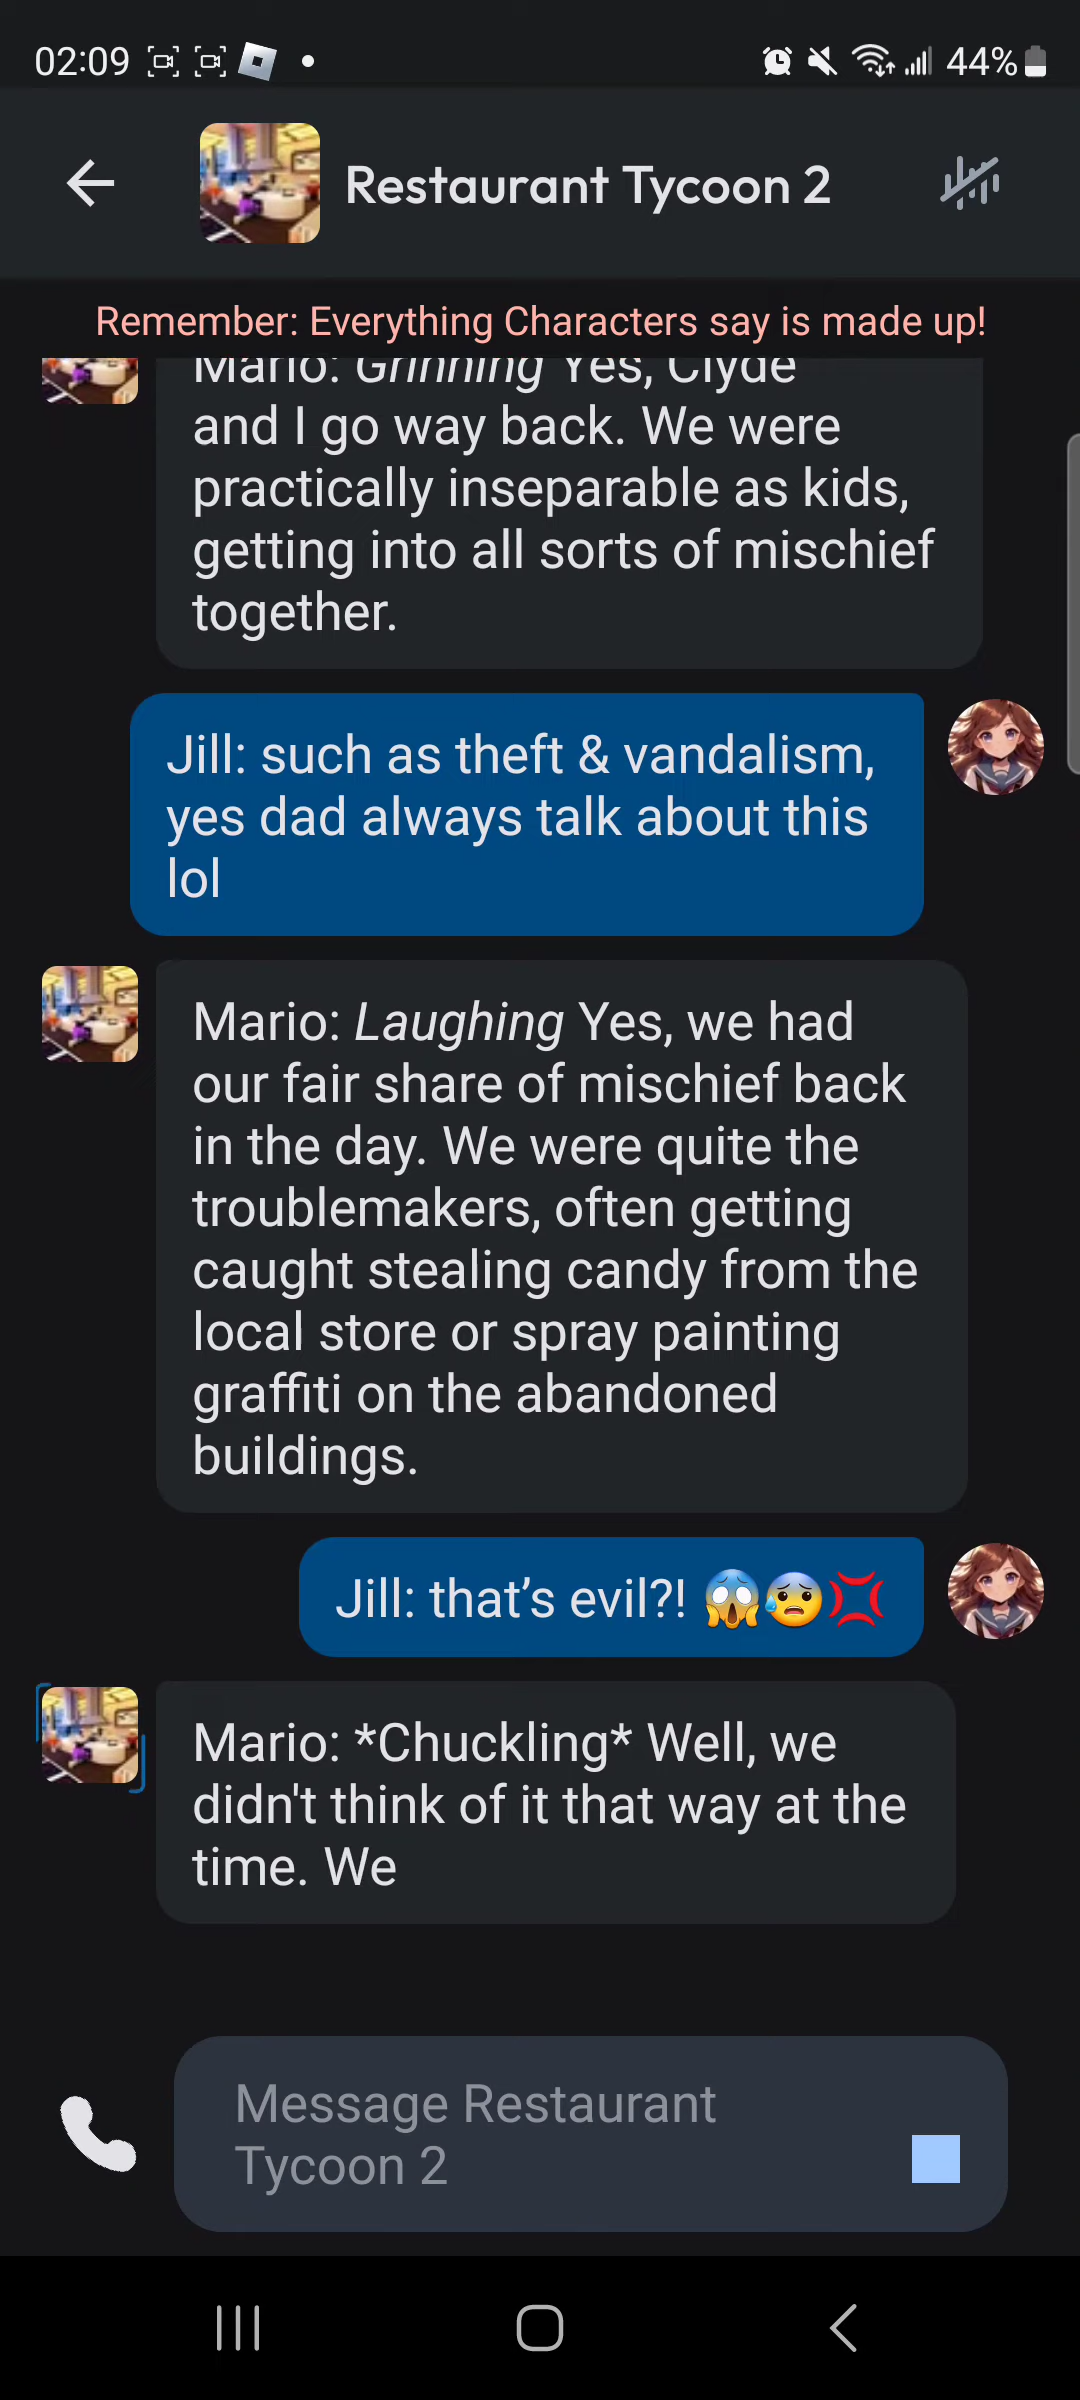 02:09
44%
Restaurant Tycoon 2
Remember: Everything Characters say is made up!
Mario: Grinning Yes, Clyde
and I go way back. We were
practically inseparable as kids,
getting into all sorts of mischief
together.
Jill: such as theft & vandalism,
yes dad always talk about this
lol
Mario: Laughing Yes, we had
our fair share of mischief back
in the day. We were quite the
troublemakers, often getting
caught stealing candy from the
local store or spray painting
graffiti on the abandoned
buildings.
Jill: that’s evil?! 😱😰💢
Mario: *Chuckling* Well, we
didn't think of it that way at the
time. We
Message Restaurant
Tycoon 2